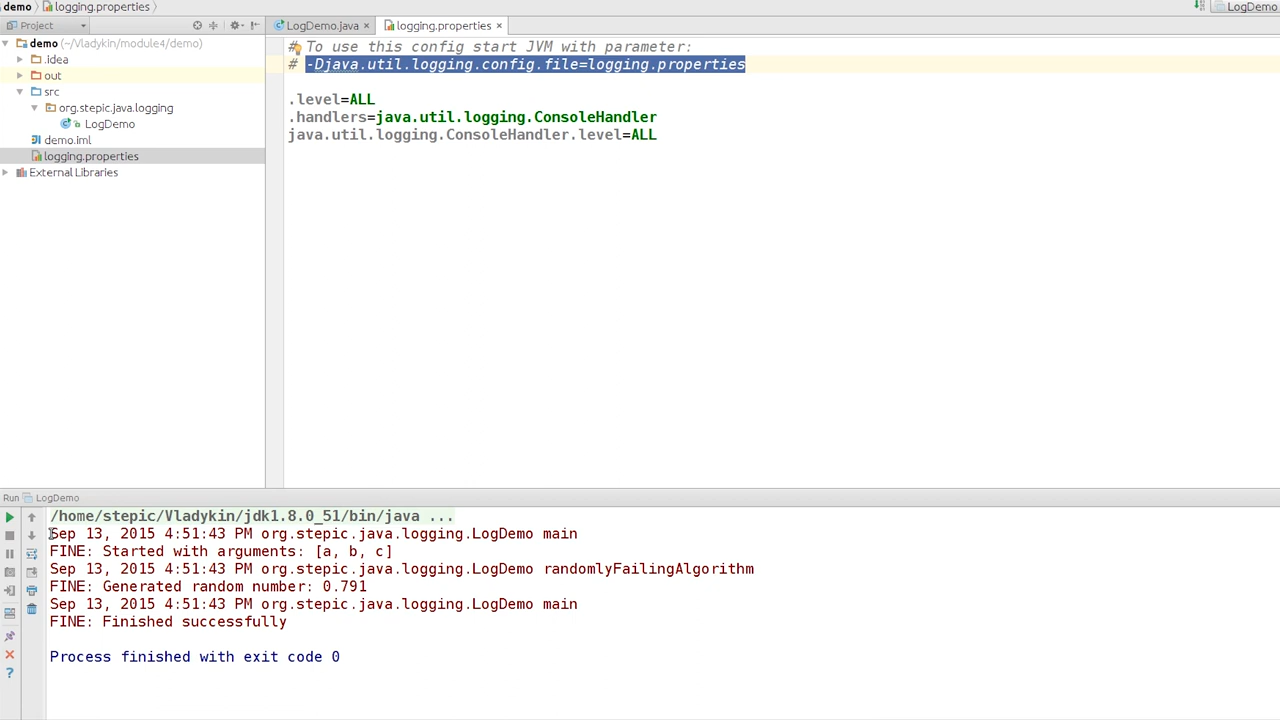 demo logging.properties
LogDemo
Project
LogDemo.java
logging.properties
demo (~/Vladykin/module4/demo)
.idea
out
src
org.stepic.java.logging
LogDemo
demo.iml
logging.properties
External Libraries
# To use this config start JVM with parameter:
# -Djava.util.logging.config.file=logging.properties
.level=ALL
.handlers=java.util.logging.ConsoleHandler
java.util.logging.ConsoleHandler.level=ALL
Run LogDemo
/home/stepic/Vladykin/jdk1.8.0_51/bin/java ...
Sep 13, 2015 4:51:43 PM org.stepic.java.logging.LogDemo main
FINE: Started with arguments: [a, b, c]
Sep 13, 2015 4:51:43 PM org.stepic.java.logging.LogDemo randomlyFailingAlgorithm
FINE: Generated random number: 0.791
Sep 13, 2015 4:51:43 PM org.stepic.java.logging.LogDemo main
FINE: Finished successfully
Process finished with exit code 0